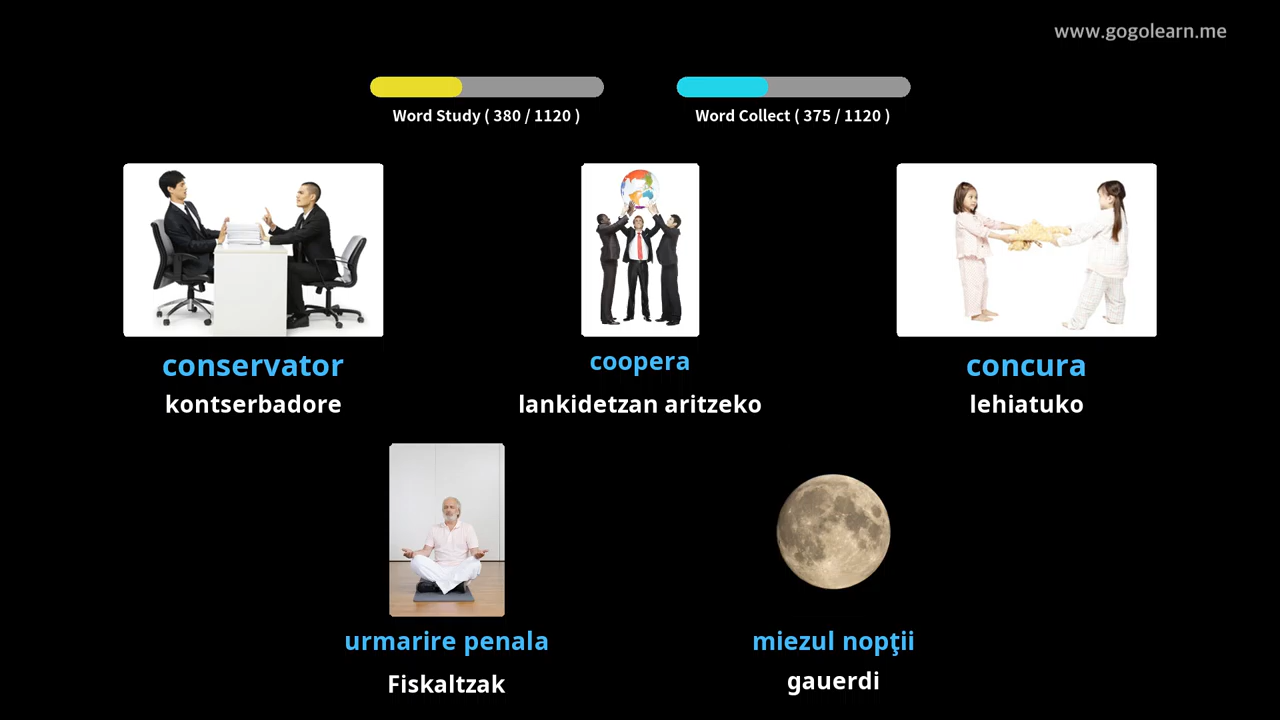 www.gogolearn.me
Word Study ( 380 / 1120 )
Word Collect ( 375 / 1120 )
conservator
coopera
concura
kontserbadore
lankidetzan aritzeko
lehiatuko
urmarire penala
miezul nopţii
Fiskaltzak
gauerdi